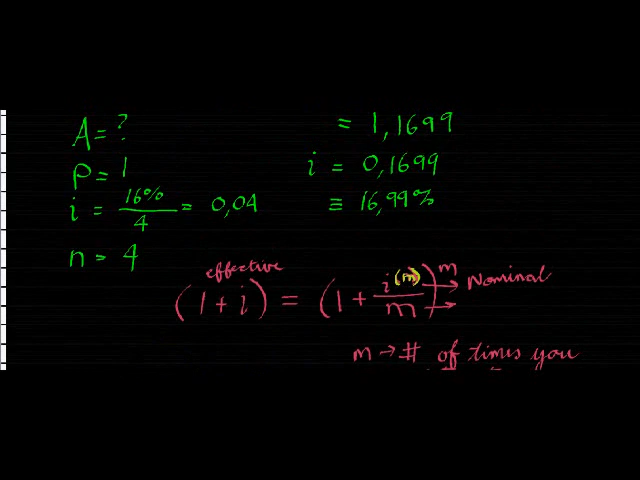 A = ?
P = 1
i = 16% / 4 = 0,04
n = 4
= 1,1699
i = 0,1699
≡ 16,99%
effective
(1 + i) = (1 + i^(m) / m)^m → Nominal
m → # of times you